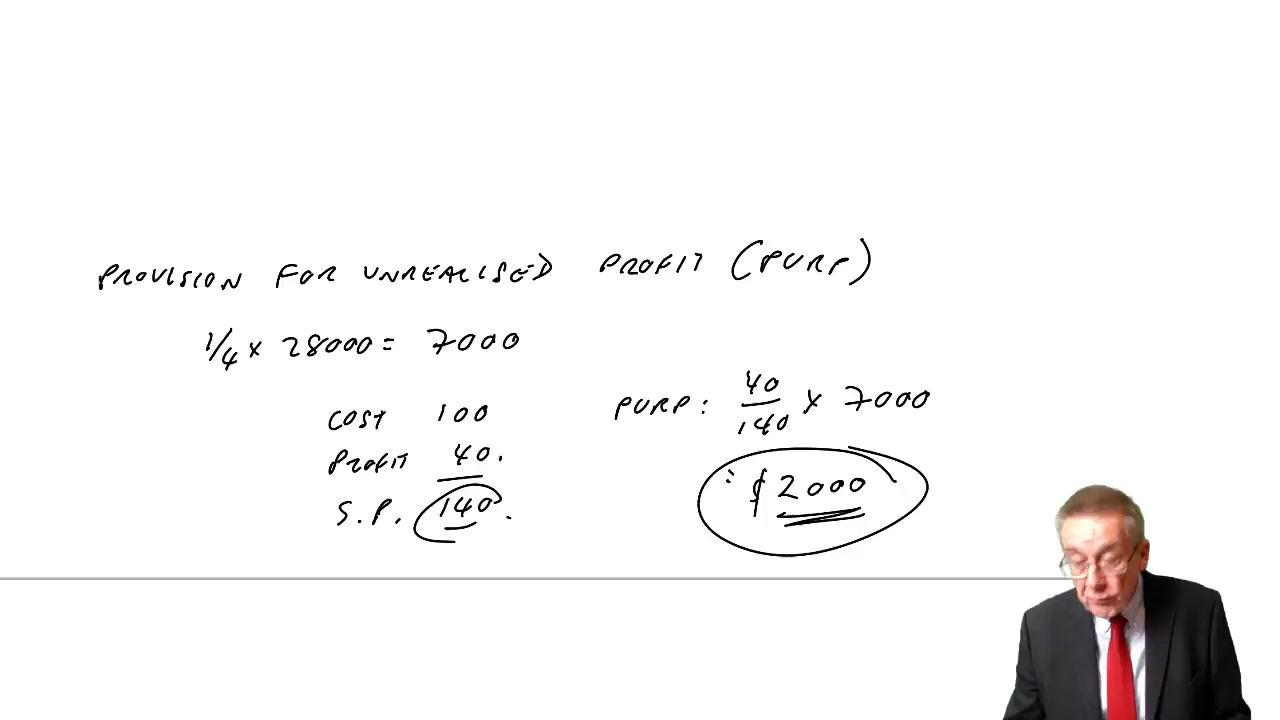 PROVISION FOR UNREALISED PROFIT (PURP)
1/4 x 28000 = 7000
COST 100
PROFIT 40.
S.P. 140.
PURP: 40/140 x 7000
= $2000